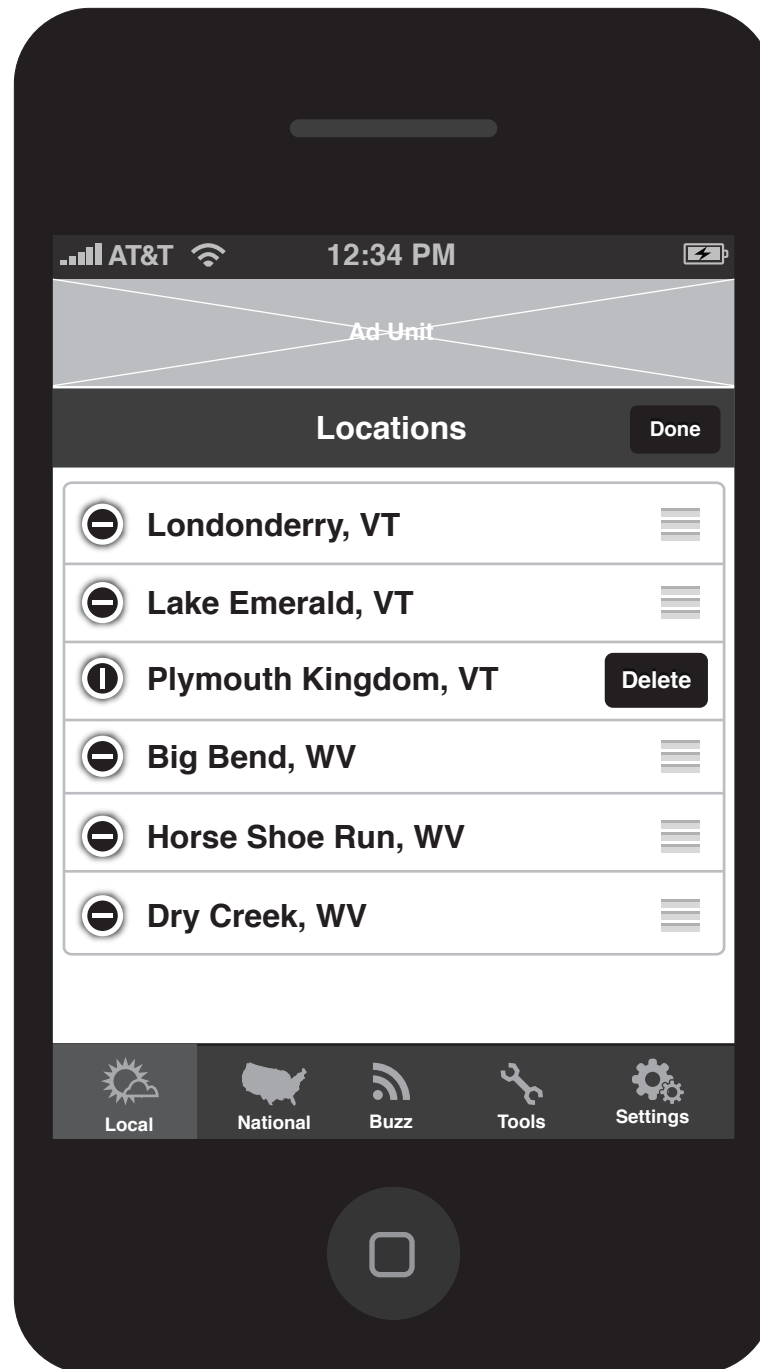 AT&T 12:34 PM
Ad Unit
Locations Done
Londonderry, VT
Lake Emerald, VT
Plymouth Kingdom, VT Delete
Big Bend, WV
Horse Shoe Run, WV
Dry Creek, WV
Local National Buzz Tools Settings